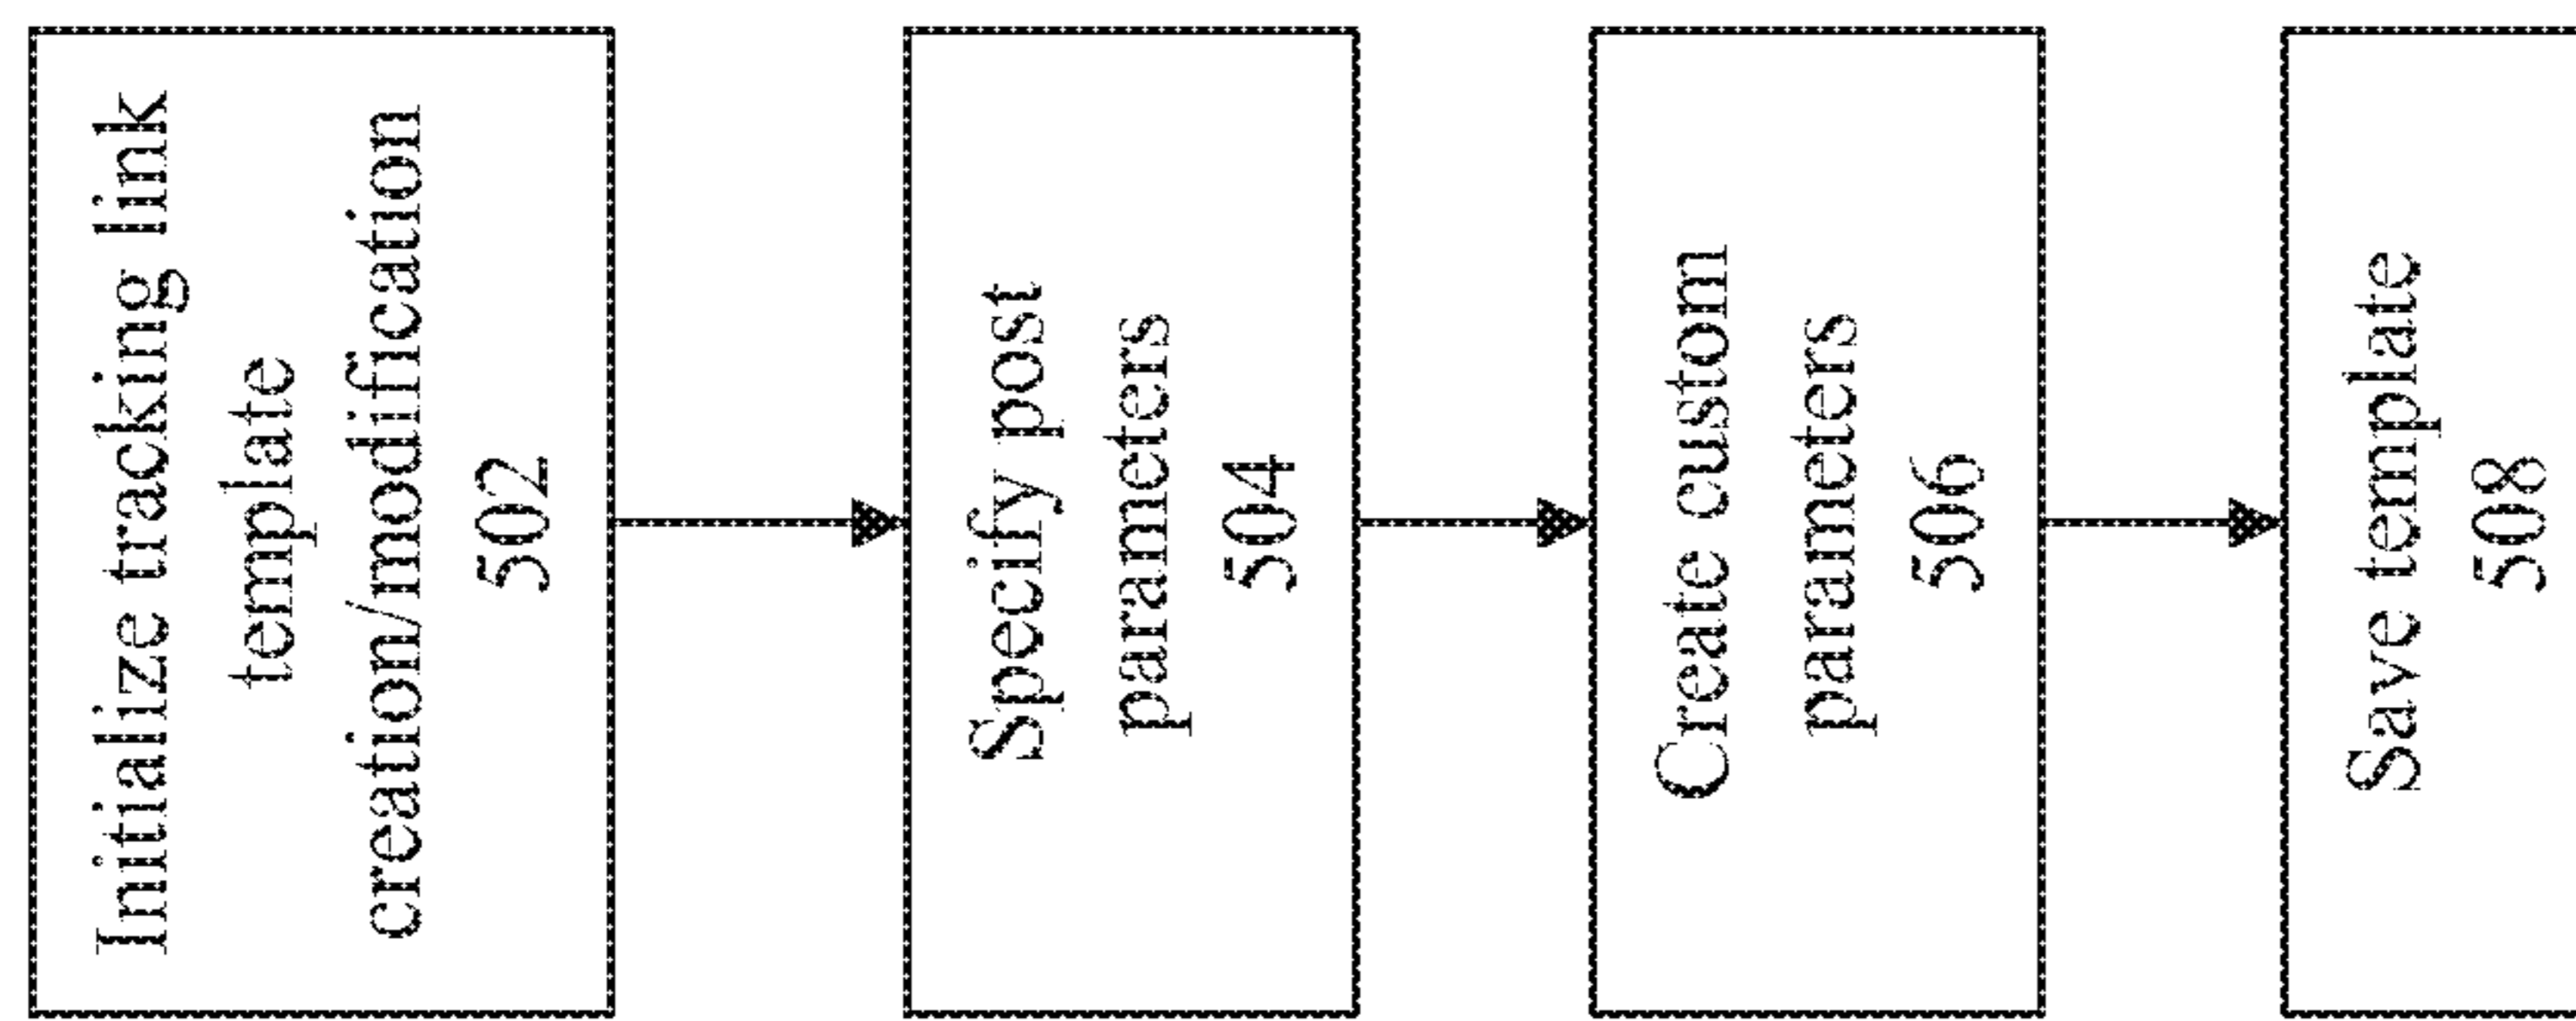 Initialize tracking link
template
creation/modification
502
Specify post
parameters
504
Create custom
parameters
506
Save template
508